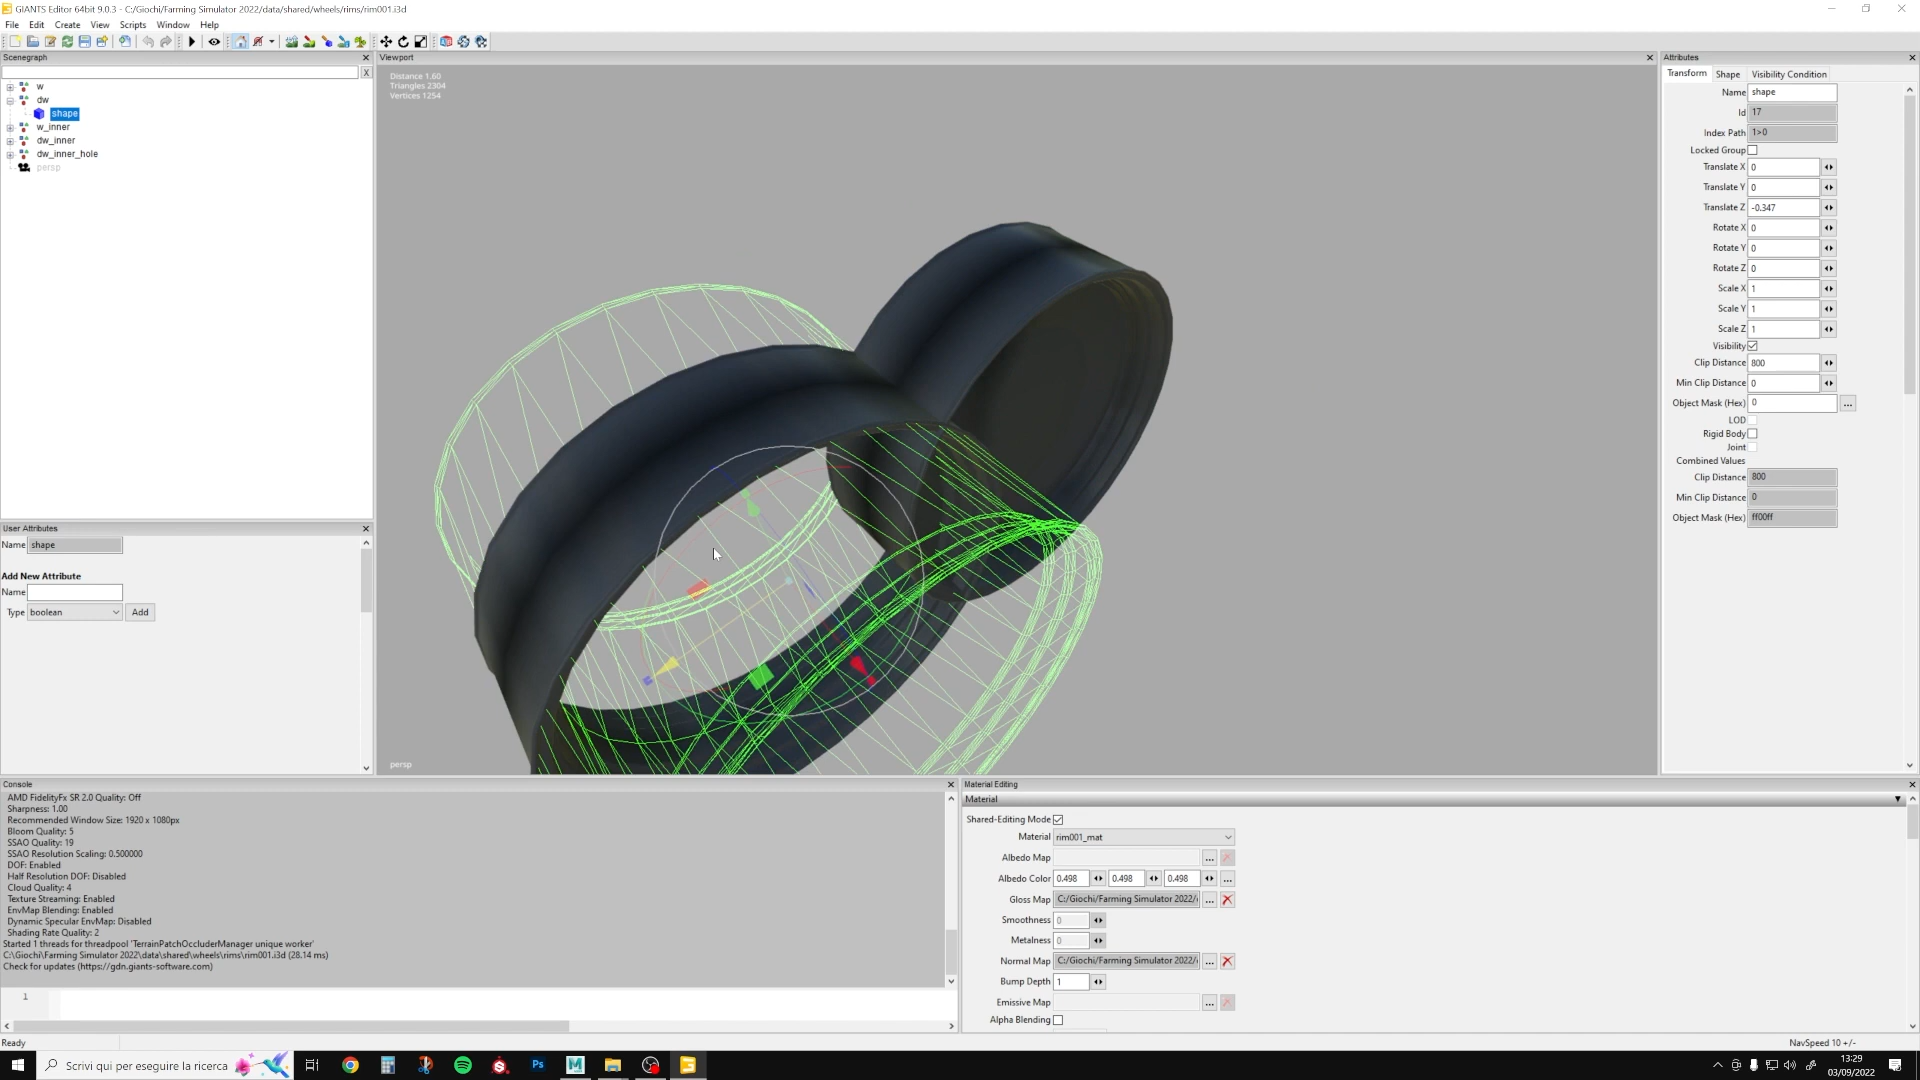 GIANTS Editor 64bit 9.0.3 - C:/Giochi/Farming Simulator 2022/data/shared/wheels/rims/rim001.i3d
File Edit Create View Scripts Window Help
Scenegraph
X
w
dw
shape
w_inner
dw_inner
dw_inner_hole
persp
User Attributes
Name shape
Add New Attribute
Name
Type boolean Add
Viewport
Distance 1.60
Triangles 2304
Vertices 1254
persp
Attributes
Transform Shape Visibility Condition
Name shape
Id 17
Index Path 1>0
Locked Group
Translate X 0
Translate Y 0
Translate Z -0.347
Rotate X 0
Rotate Y 0
Rotate Z 0
Scale X 1
Scale Y 1
Scale Z 1
Visibility
Clip Distance 800
Min Clip Distance 0
Object Mask (Hex) 0 ...
LOD
Rigid Body
Joint
Combined Values
Clip Distance 800
Min Clip Distance 0
Object Mask (Hex) ff00ff
Console
AMD FidelityFx SR 2.0 Quality: Off
Sharpness: 1.00
Recommended Window Size: 1920 x 1080px
Bloom Quality: 5
SSAO Quality: 19
SSAO Resolution Scaling: 0.500000
DOF: Enabled
Half Resolution DOF: Disabled
Cloud Quality: 4
Texture Streaming: Enabled
EnvMap Blending: Enabled
Dynamic Specular EnvMap: Disabled
Shading Rate Quality: 2
Started 1 threads for threadpool 'TerrainPatchOccluderManager unique worker'
C:\Giochi\Farming Simulator 2022\data\shared\wheels\rims\rim001.i3d (28.14 ms)
Check for updates (https://gdn.giants-software.com)
1
Material Editing
Material
Shared-Editing Mode
Material rim001_mat
Albedo Map ...
Albedo Color 0.498 0.498 0.498 ...
Gloss Map C:/Giochi/Farming Simulator 2022/ ...
Smoothness 0
Metalness 0
Normal Map C:/Giochi/Farming Simulator 2022/ ...
Bump Depth 1
Emissive Map ...
Alpha Blending
Ready
NavSpeed 10 +/-
Scrivi qui per eseguire la ricerca
Ps
13:29
03/09/2022